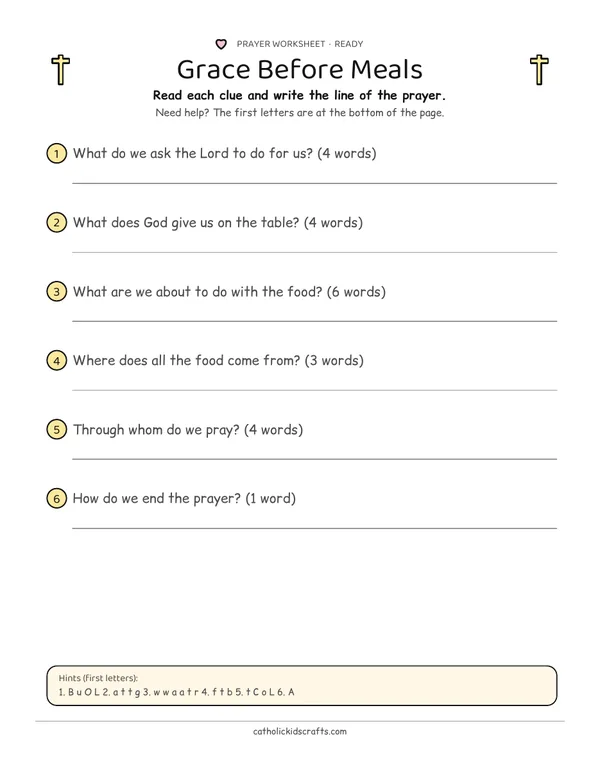 PRAYER WORKSHEET · READY
Grace Before Meals
Read each clue and write the line of the prayer.
Need help? The first letters are at the bottom of the page.
1 What do we ask the Lord to do for us? (4 words)
2 What does God give us on the table? (4 words)
3 What are we about to do with the food? (6 words)
4 Where does all the food come from? (3 words)
5 Through whom do we pray? (4 words)
6 How do we end the prayer? (1 word)
Hints (first letters):
1. B u O L 2. a t t g 3. w w a a t r 4. f t b 5. t C o L 6. A
catholickidscrafts.com